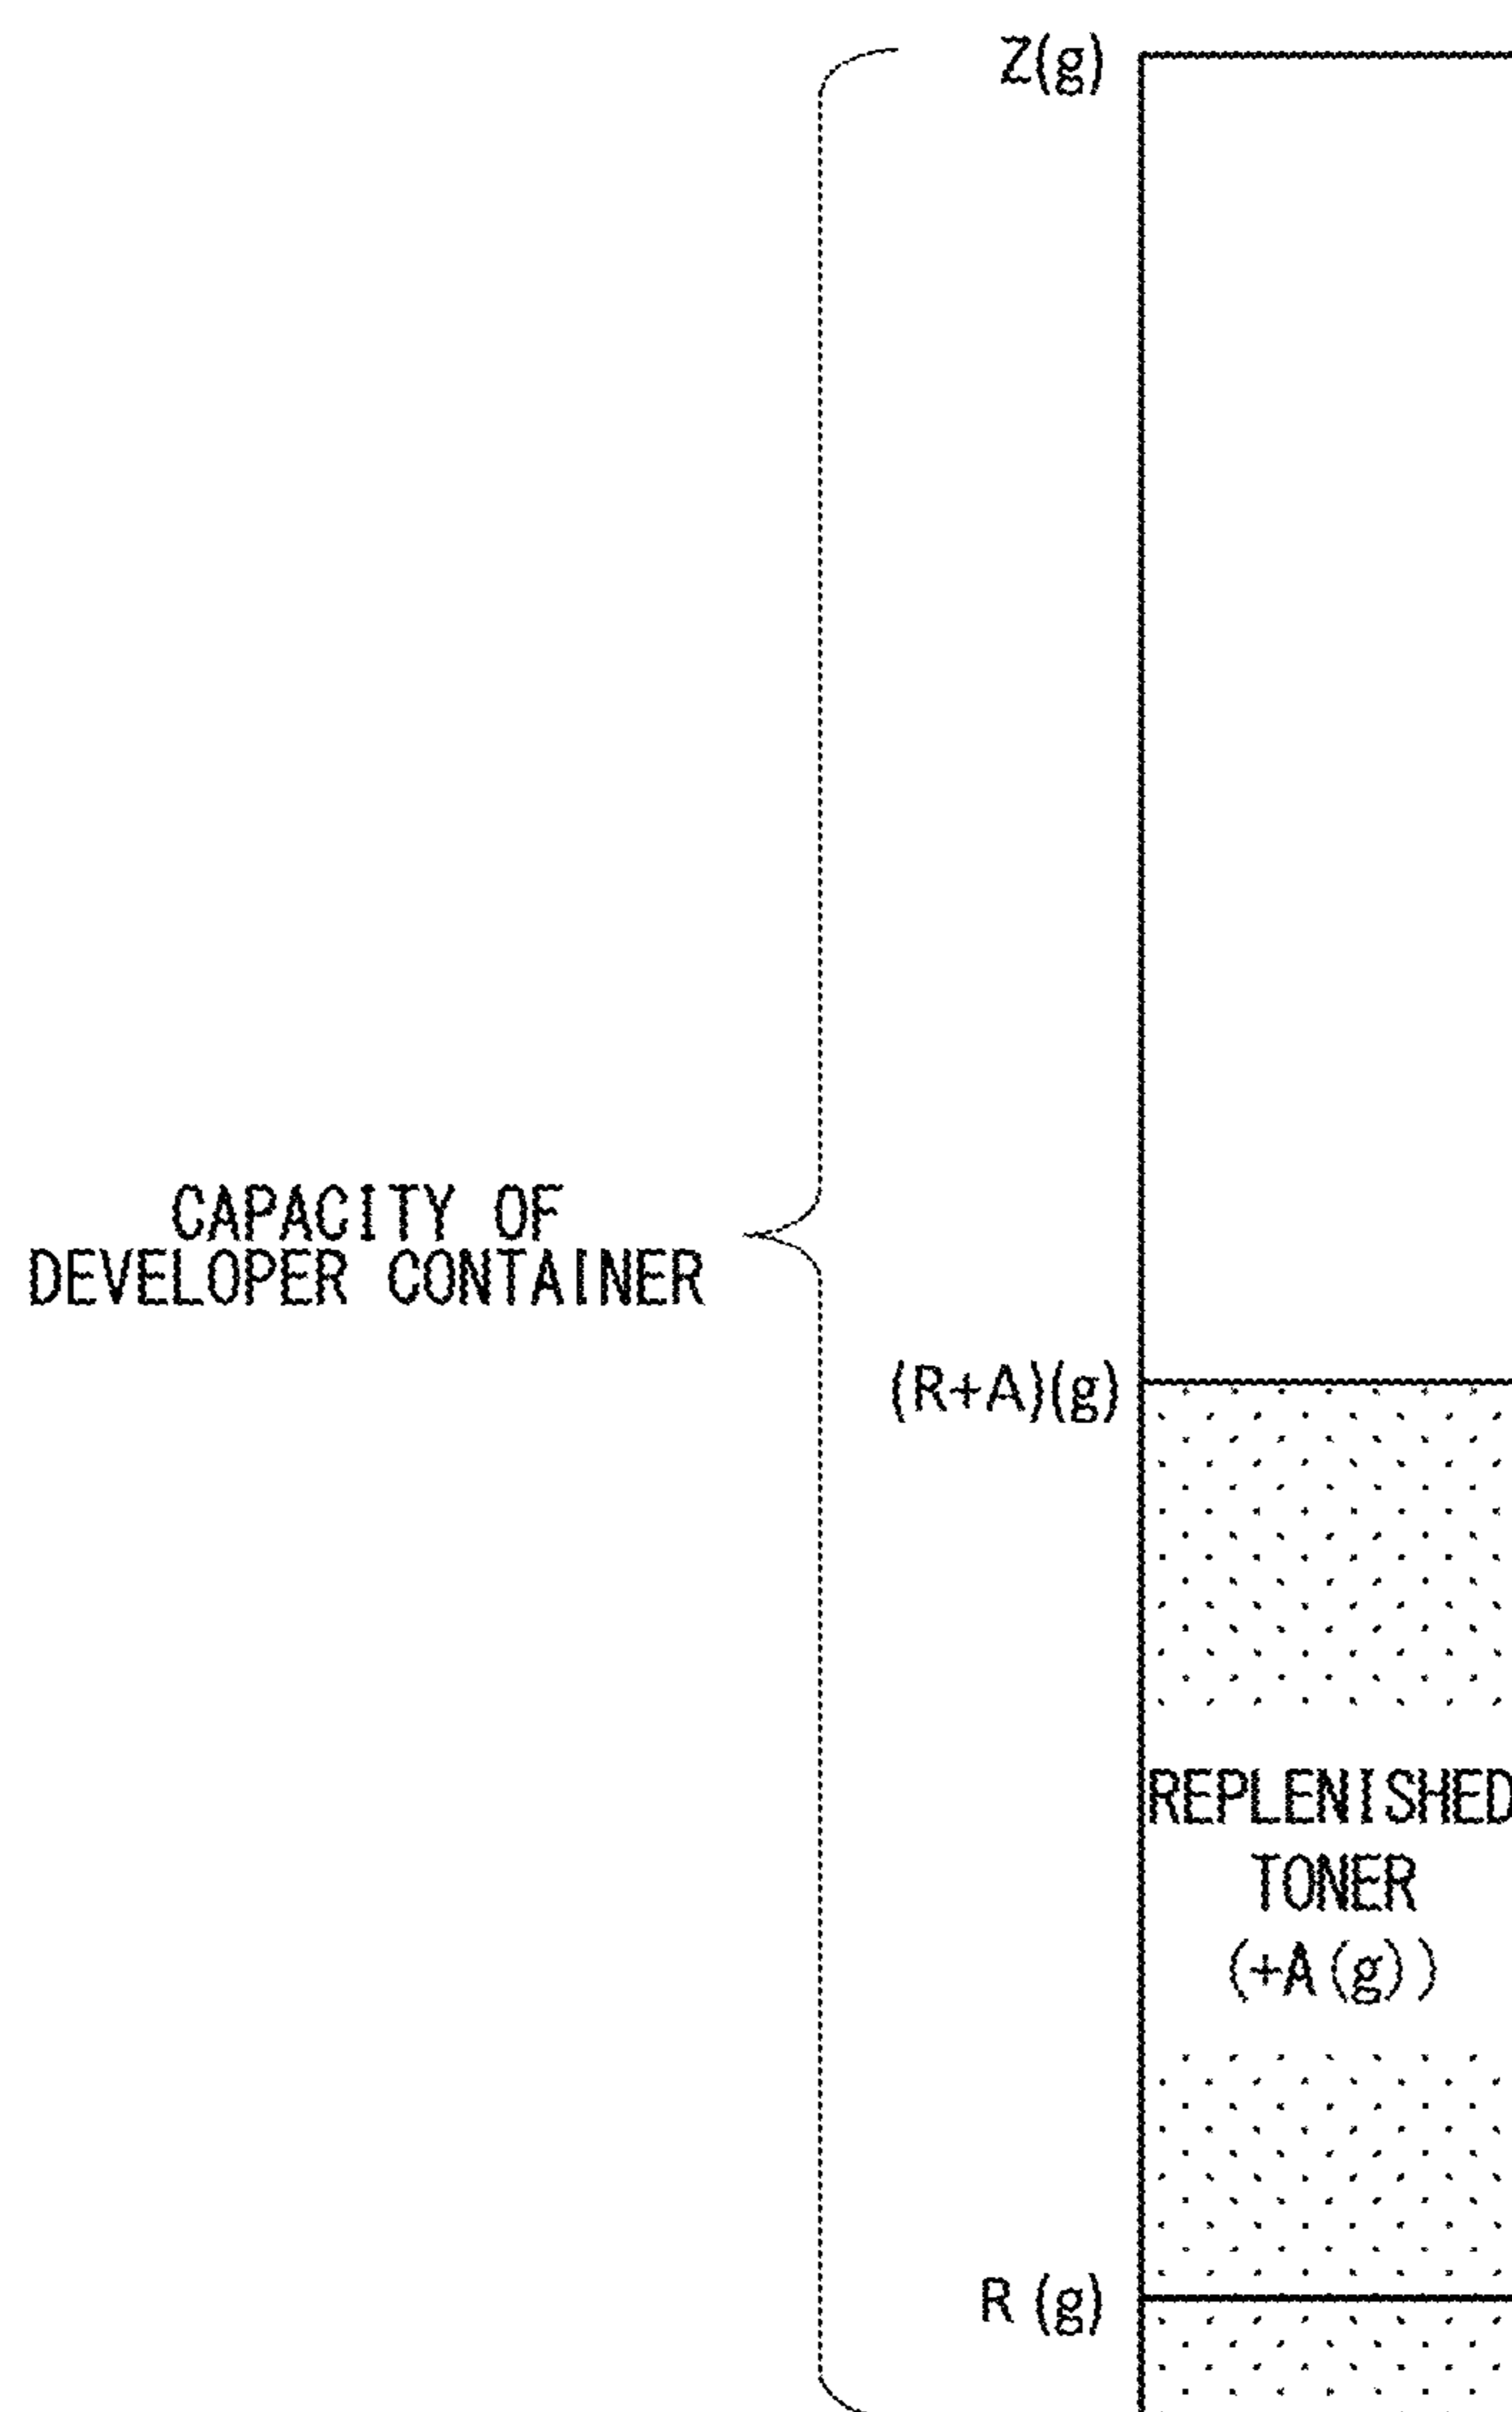 Z(g)
CAPACITY OF
DEVELOPER CONTAINER
(R+A)(g)
REPLENISHED
TONER
(+A(g))
R (g)